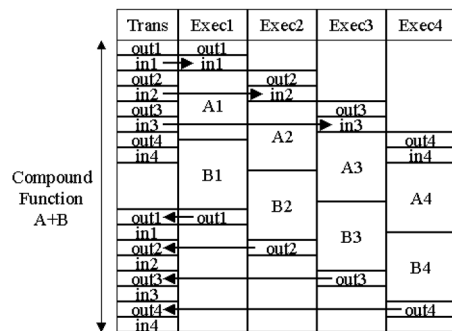 Trans Exec1 Exec2 Exec3 Exec4
out1 out1
in1 in1
out2 out2
in2 in2
out3 A1 out3
in3 in3
out4 A2 out4
in4 in4
A3
Compound
Function
A+B
B1 A4
B2
out1 out1
in1
B3
out2 out2
in2
B4
out3 out3
in3
out4 out4
in4